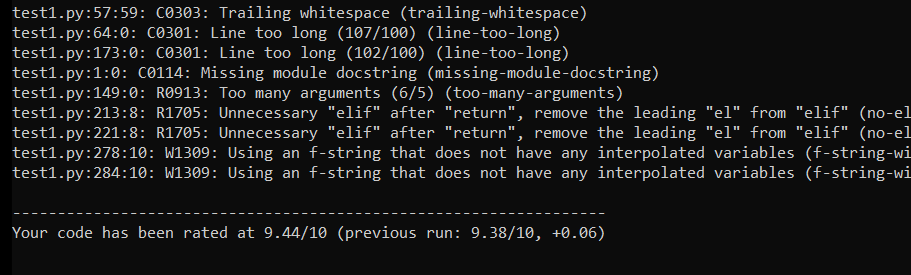 test1.py:57:59: C0303: Trailing whitespace (trailing-whitespace)
test1.py:64:0: C0301: Line too long (107/100) (line-too-long)
test1.py:173:0: C0301: Line too long (102/100) (line-too-long)
test1.py:1:0: C0114: Missing module docstring (missing-module-docstring)
test1.py:149:0: R0913: Too many arguments (6/5) (too-many-arguments)
test1.py:213:8: R1705: Unnecessary "elif" after "return", remove the leading "el" from "elif" (no-el
test1.py:221:8: R1705: Unnecessary "elif" after "return", remove the leading "el" from "elif" (no-el
test1.py:278:10: W1309: Using an f-string that does not have any interpolated variables (f-string-wi
test1.py:284:10: W1309: Using an f-string that does not have any interpolated variables (f-string-wi
------------------------------------------------------------------
Your code has been rated at 9.44/10 (previous run: 9.38/10, +0.06)